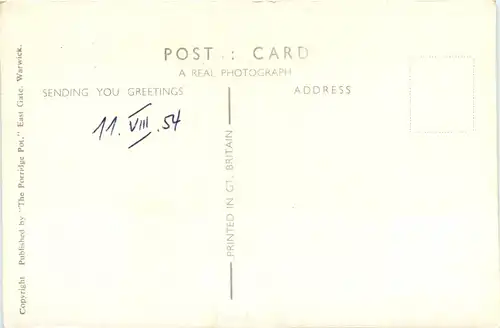 POST : CARD
A REAL PHOTOGRAPH
SENDING YOU GREETINGS
ADDRESS
11. VIII .54
PRINTED IN GT. BRITAIN
Copyright Published by "The Porridge Pot," East Gate, Warwick.